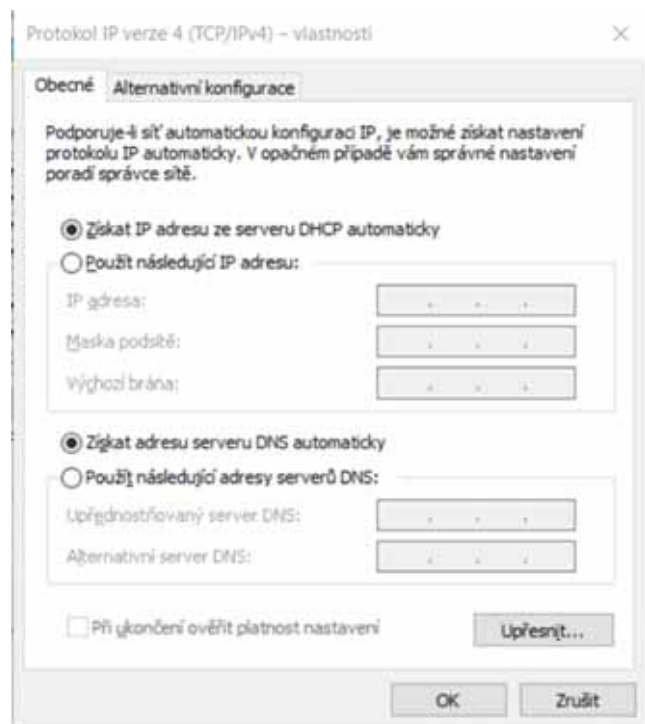 Protokol IP verze 4 (TCP/IPv4) – vlastnosti
Obecné Alternativní konfigurace
Podporuje-li síť automatickou konfiguraci IP, je možné získat nastavení
protokolu IP automaticky. V opačném případě vám správné nastavení
poradí správce sítě.
Získat IP adresu ze serveru DHCP automaticky
Použít následující IP adresu:
IP adresa:
Maska podsítě:
Výchozí brána:
Získat adresu serveru DNS automaticky
Použít následující adresy serverů DNS:
Upřednostňovaný server DNS:
Alternativní server DNS:
Při ukončení ověřit platnost nastavení
Upřesnit...
OK Zrušit